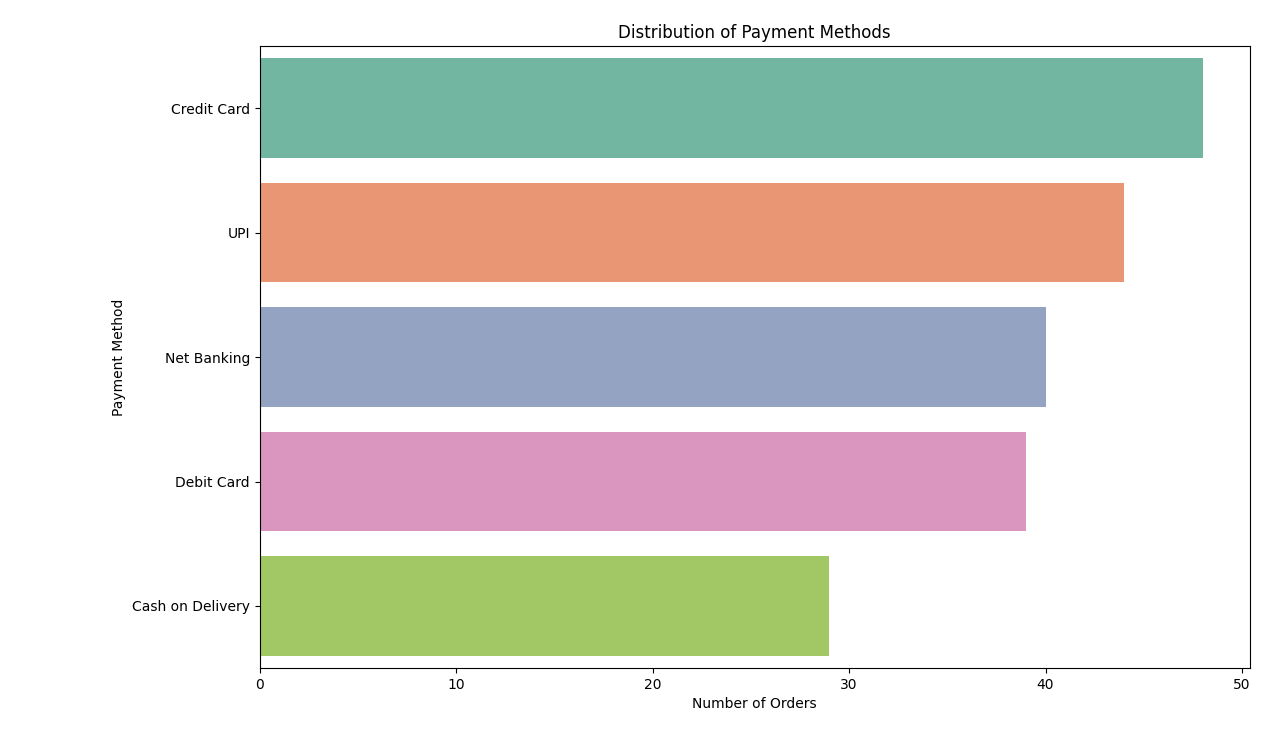 Distribution of Payment Methods
Payment Method
Credit Card
UPI
Net Banking
Debit Card
Cash on Delivery
0 10 20 30 40 50
Number of Orders